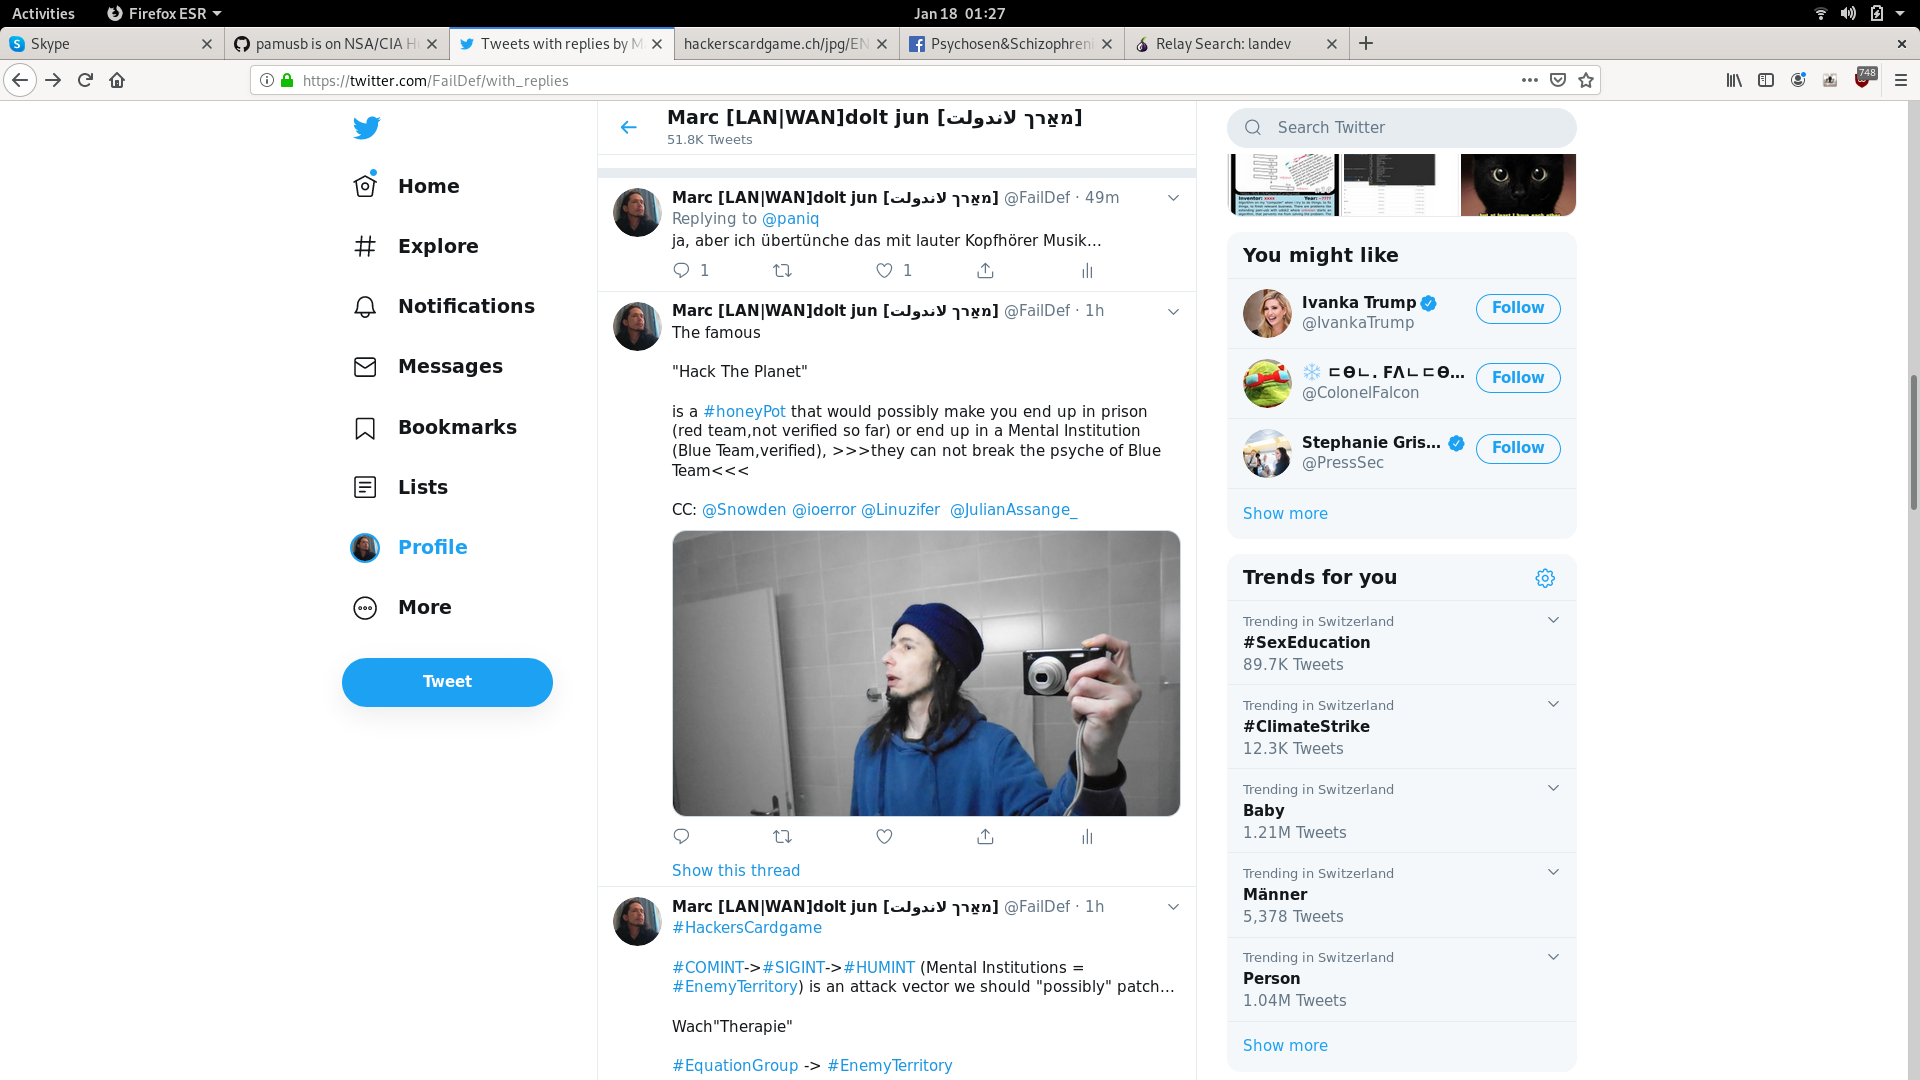 Activities
Firefox ESR
Jan 18 01:27
Skype
pamusb is on NSA/CIA H
Tweets with replies by M
hackerscardgame.ch/jpg/EN
Psychosen&Schizophren
Relay Search: landev
https://twitter.com/FailDef/with_replies
748
Home
Explore
Notifications
Messages
Bookmarks
Lists
Profile
More
Tweet
Marc [LAN|WAN]dolt jun [מאַרך לאנדולת]
51.8K Tweets
Marc [LAN|WAN]dolt jun [מאַרך לאנדולת] @FailDef · 49m
Replying to @paniq
ja, aber ich übertünche das mit lauter Kopfhörer Musik...
1
1
Marc [LAN|WAN]dolt jun [מאַרך לאנדולת] @FailDef · 1h
The famous
"Hack The Planet"
is a #honeyPot that would possibly make you end up in prison
(red team,not verified so far) or end up in a Mental Institution
(Blue Team,verified), >>>they can not break the psyche of Blue
Team<<<
CC: @Snowden @ioerror @Linuzifer @JulianAssange_
Show this thread
Marc [LAN|WAN]dolt jun [מאַרך לאנדולת] @FailDef · 1h
#HackersCardgame
#COMINT->#SIGINT->#HUMINT (Mental Institutions =
#EnemyTerritory) is an attack vector we should "possibly" patch...
Wach"Therapie"
#EquationGroup -> #EnemyTerritory
Search Twitter
Inventor: xxxx Year: -????
You might like
Ivanka Trump
@IvankaTrump
Follow
@ColonelFalcon
Follow
Stephanie Gris...
@PressSec
Follow
Show more
Trends for you
Trending in Switzerland
#SexEducation
89.7K Tweets
Trending in Switzerland
#ClimateStrike
12.3K Tweets
Trending in Switzerland
Baby
1.21M Tweets
Trending in Switzerland
Männer
5,378 Tweets
Trending in Switzerland
Person
1.04M Tweets
Show more